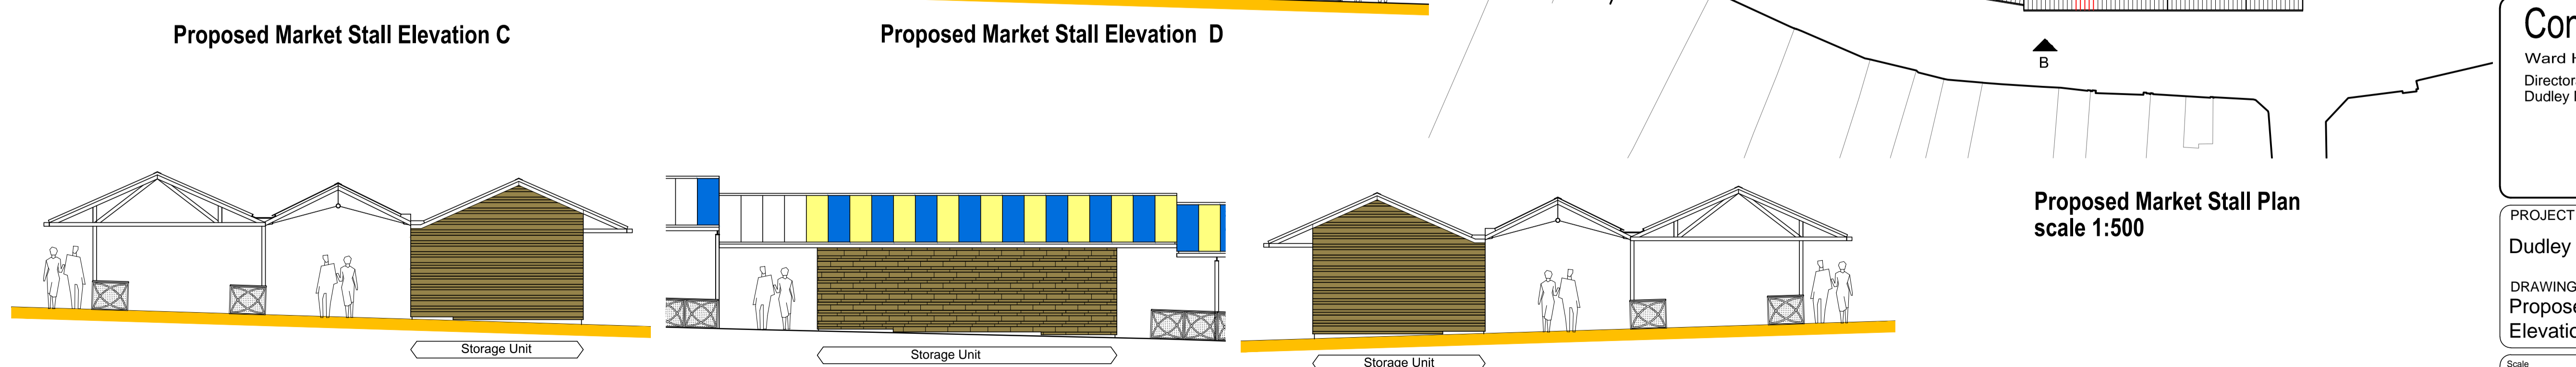 Proposed Market Stall Elevation C
Proposed Market Stall Elevation D
B
Ward
Director
Dudley
Proposed Market Stall Plan
scale 1:500
PROJECT
Dudley
DRAWING
Storage Unit
Storage Unit
Storage Unit
Scale